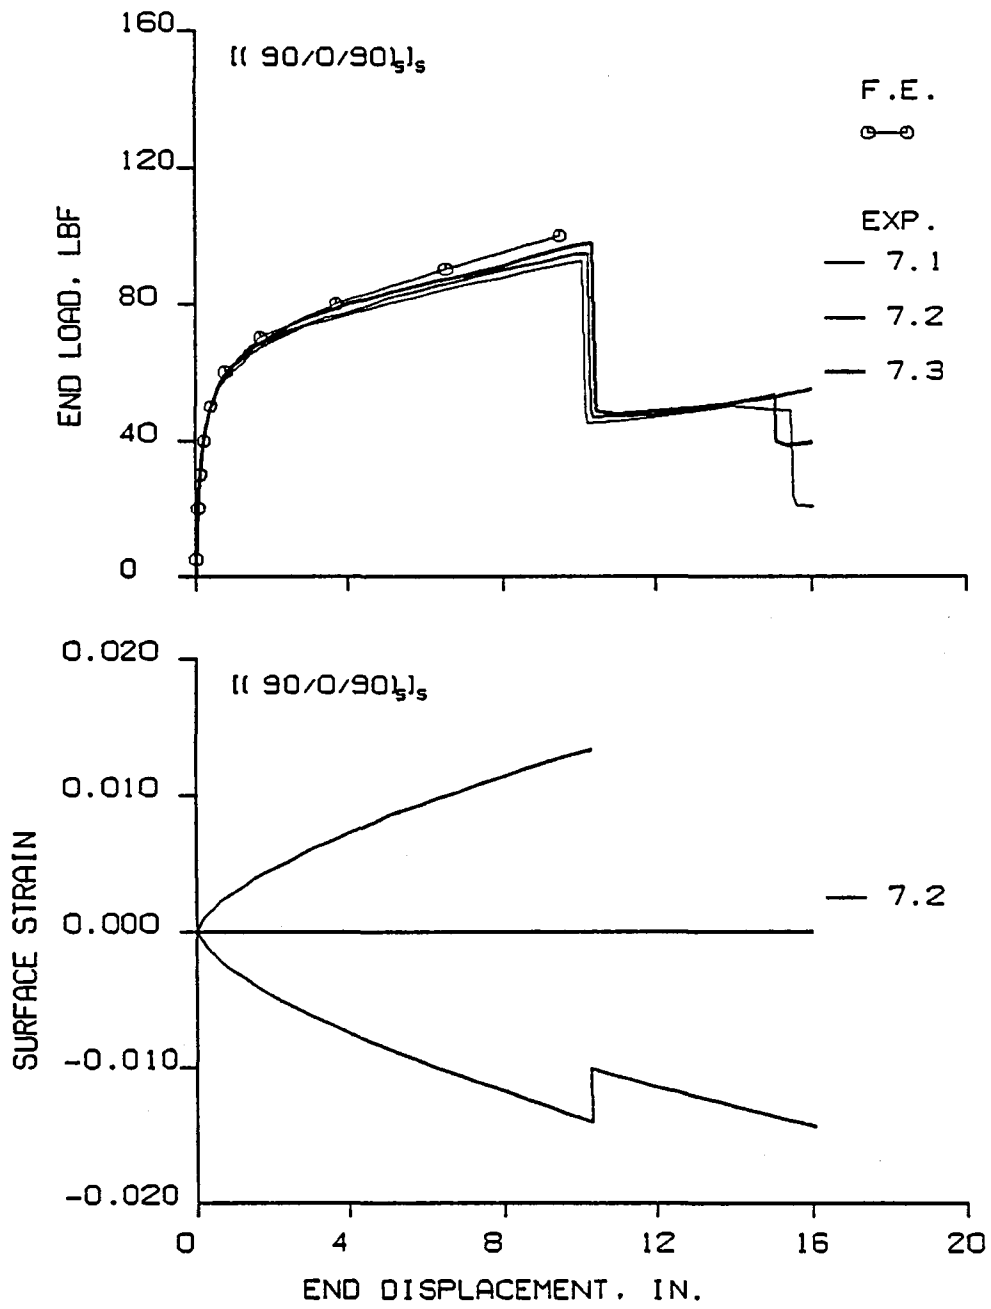 160
[( 90/0/90)s]s
F.E.
120
EXP.
7.1
80
7.2
7.3
40
0
END LOAD, LBF
0.020
[( 90/0/90)s]s
0.010
7.2
0.000
-0.010
-0.020
SURFACE STRAIN
0 4 8 12 16 20
END DISPLACEMENT, IN.